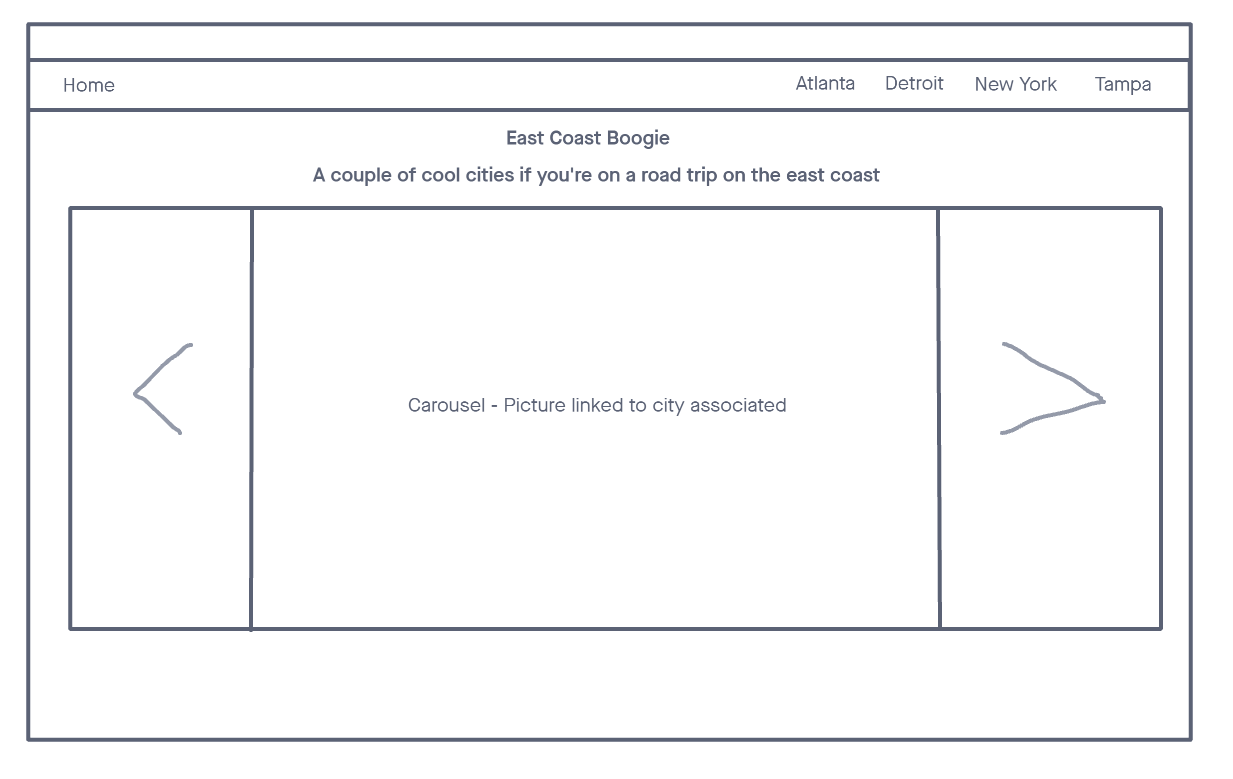 Home Atlanta Detroit New York Tampa
East Coast Boogie
A couple of cool cities if you're on a road trip on the east coast
Carousel - Picture linked to city associated